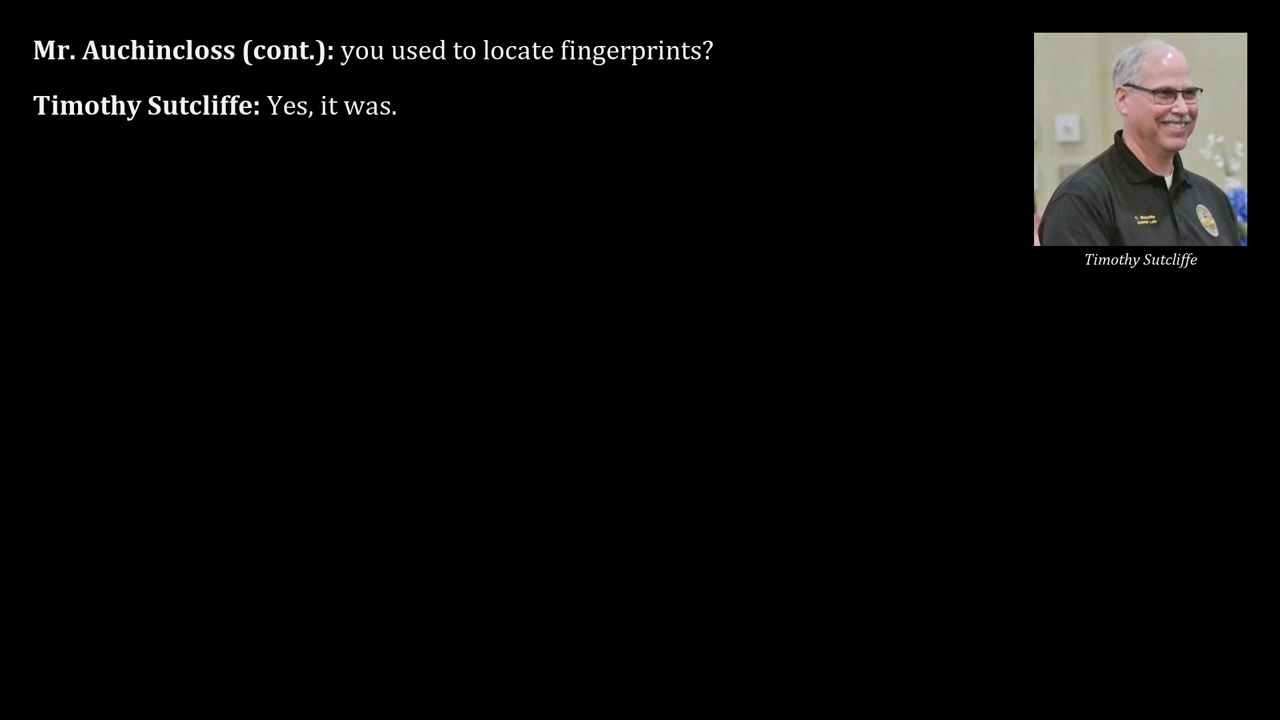 Mr. Auchincloss (cont.): you used to locate fingerprints?
Timothy Sutcliffe: Yes, it was.
Timothy Sutcliffe